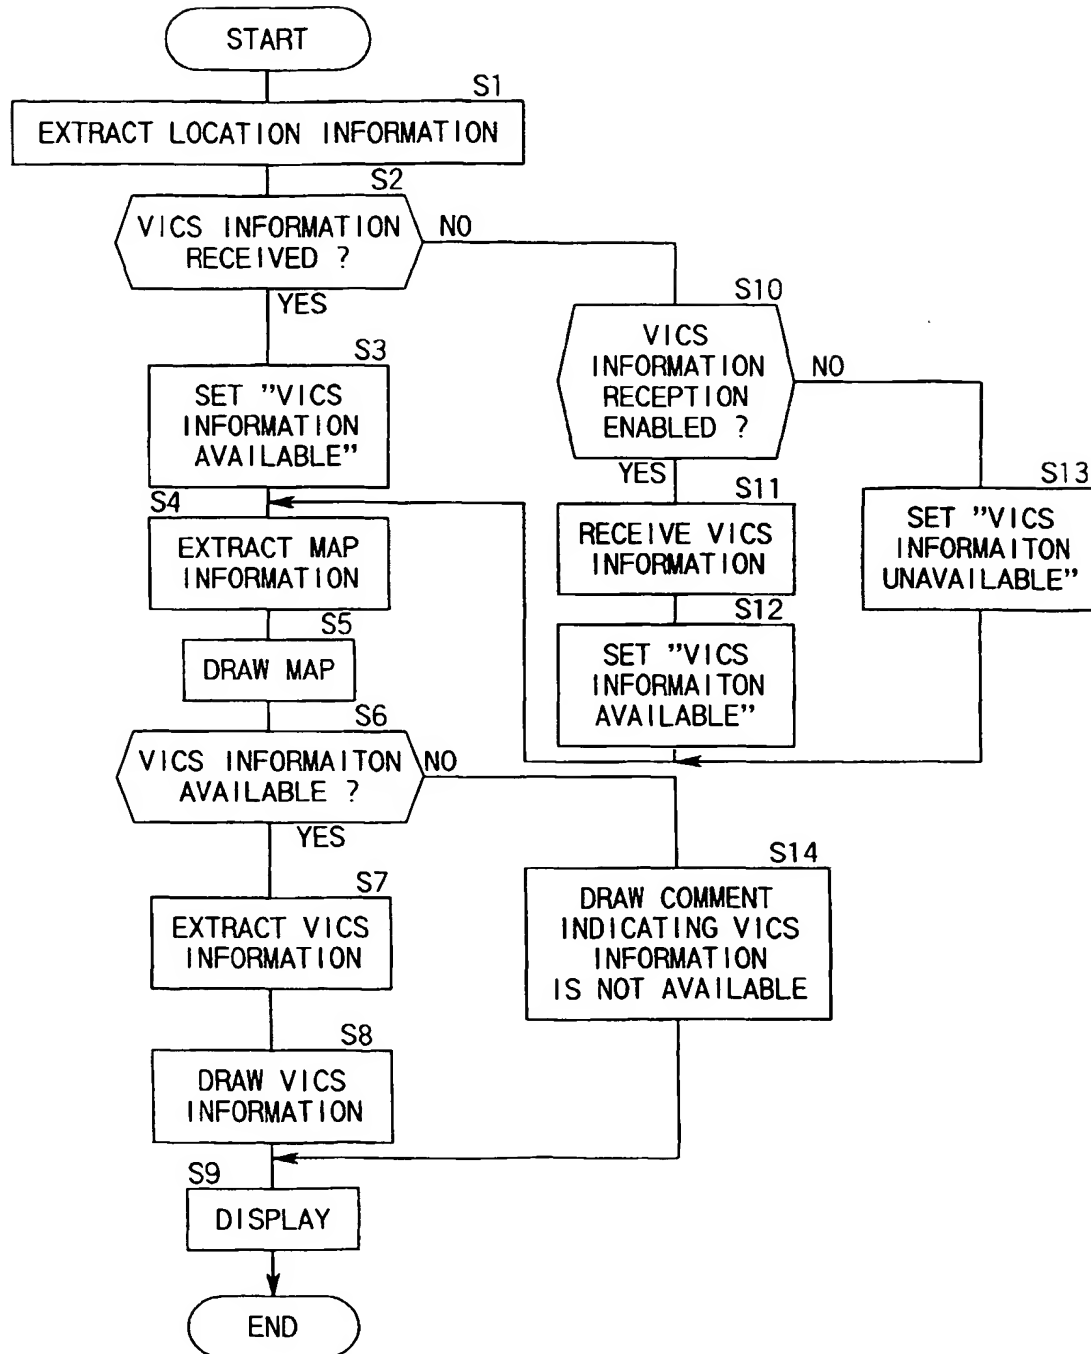 START
S1
EXTRACT LOCATION INFORMATION
S2
VICS INFORMATION
RECEIVED ?
NO
YES
S10
VICS
INFORMATION
RECEPTION
ENABLED ?
NO
YES
S3
SET "VICS
INFORMATION
AVAILABLE"
S11
RECEIVE VICS
INFORMATION
S13
SET "VICS
INFORMAITON
UNAVAILABLE"
S4
EXTRACT MAP
INFORMATION
S12
SET "VICS
INFORMAITON
AVAILABLE"
S5
DRAW MAP
S6
VICS INFORMAITON
AVAILABLE ?
NO
YES
S14
DRAW COMMENT
INDICATING VICS
INFORMATION
IS NOT AVAILABLE
S7
EXTRACT VICS
INFORMATION
S8
DRAW VICS
INFORMATION
S9
DISPLAY
END